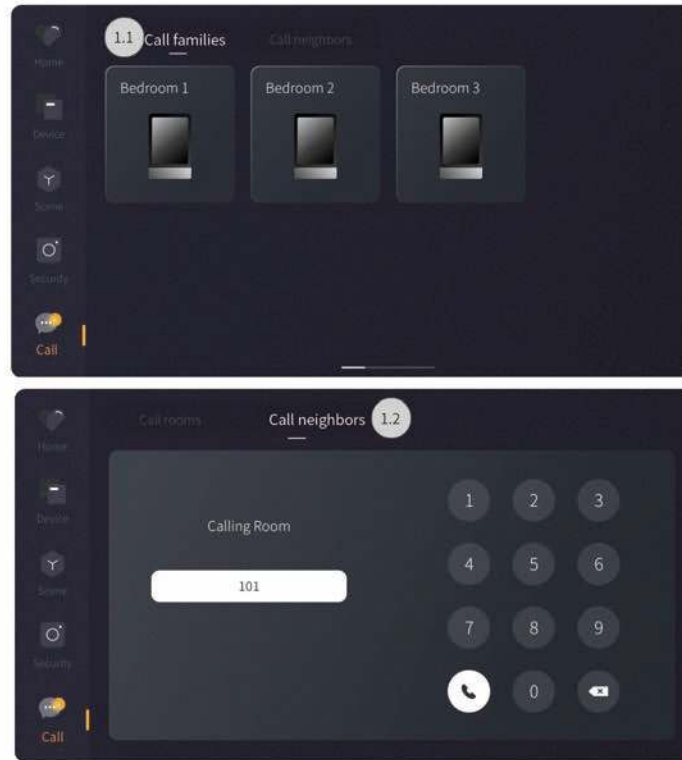 1.1 Call families Call neighbors
Home
Bedroom 1 Bedroom 2 Bedroom 3
Device
Scene
Security
Call
Call rooms Call neighbors 1.2
Home
Device
Calling Room
Scene
101
Security
Call
1 2 3
4 5 6
7 8 9
0